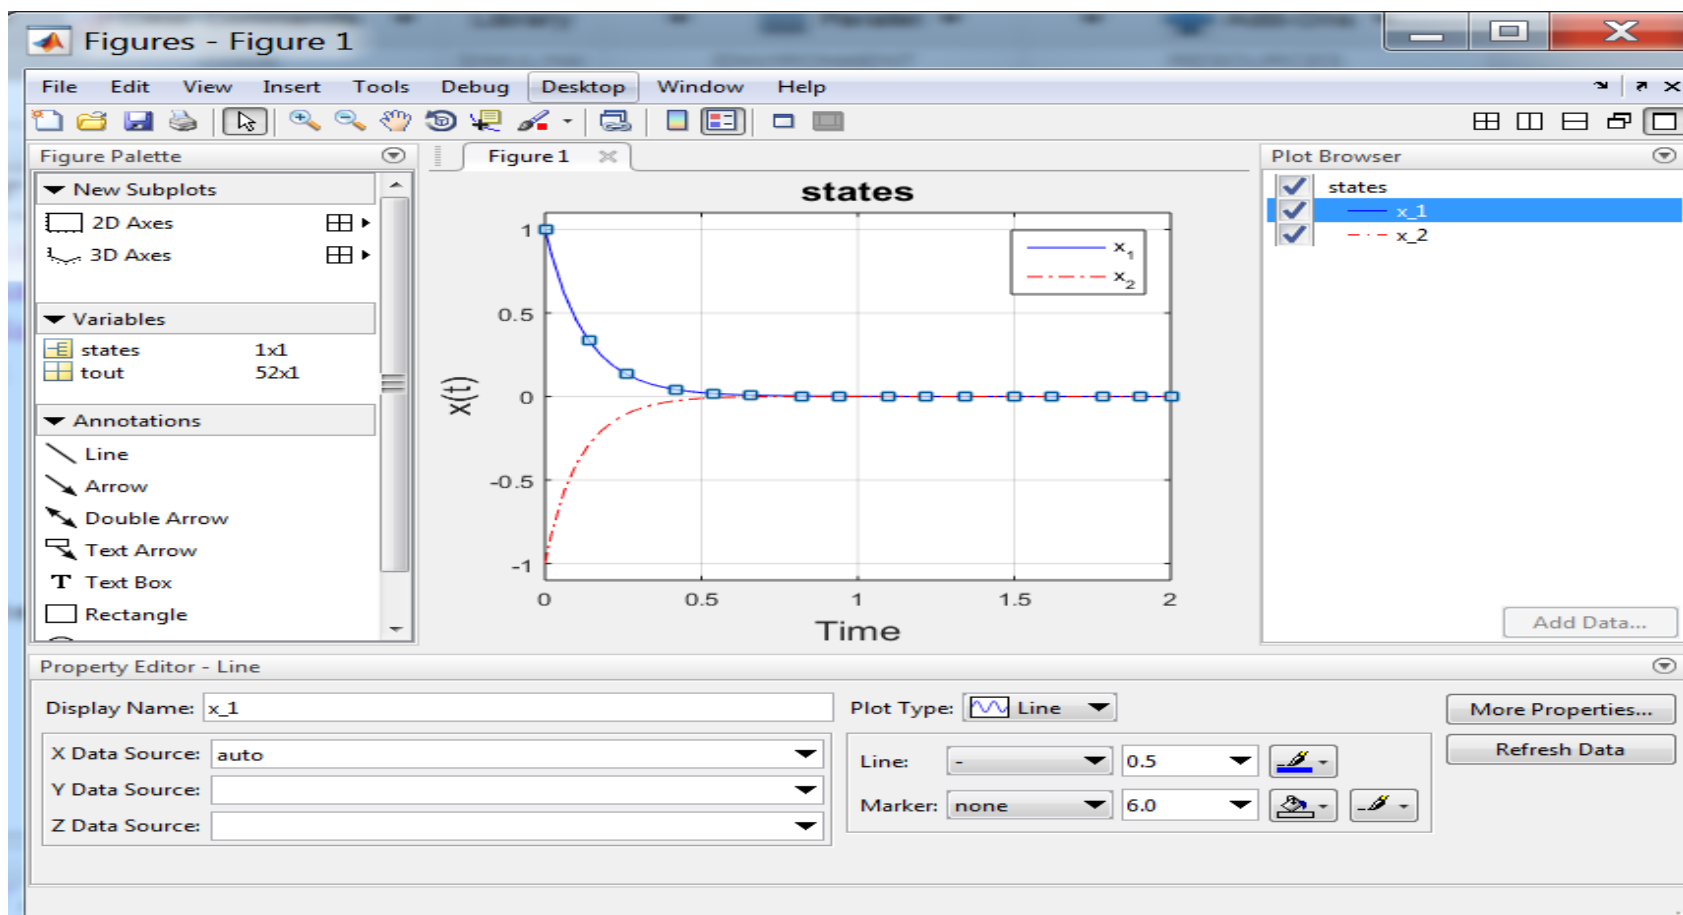 Figures - Figure 1
File Edit View Insert Tools Debug Desktop Window Help
Figure Palette
New Subplots
2D Axes
3D Axes
Variables
states 1x1
tout 52x1
Annotations
Line
Arrow
Double Arrow
Text Arrow
T Text Box
Rectangle
Figure 1
states
x(t)
1
0.5
0
-0.5
-1
0 0.5 1 1.5 2
Time
x_1
x_2
Plot Browser
states
x_1
x_2
Add Data...
Property Editor - Line
Display Name: x_1
X Data Source: auto
Y Data Source:
Z Data Source:
Plot Type: Line
Line: - 0.5
Marker: none 6.0
More Properties...
Refresh Data